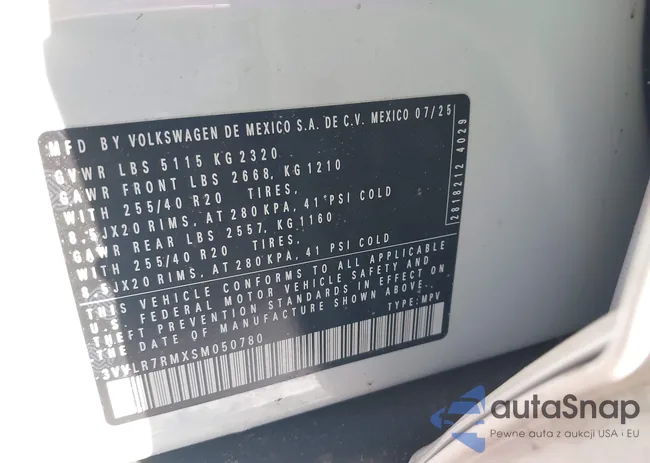 MFD BY VOLKSWAGEN DE MEXICO S.A. DE C.V. MEXICO 07/25
GVWR LBS 5115 KG 2320
GAWR FRONT LBS 2668, KG 1210
WITH 255/40 R20 TIRES,
8.5JX20 RIMS, AT 280 KPA, 41 PSI COLD
GAWR REAR LBS 2557, KG 1160
WITH 255/40 R20 TIRES,
8.5JX20 RIMS, AT 280 KPA, 41 PSI COLD
THIS VEHICLE CONFORMS TO ALL APPLICABLE
U.S. FEDERAL MOTOR VEHICLE SAFETY AND
THEFT PREVENTION STANDARDS IN EFFECT ON
THE DATE OF MANUFACTURE SHOWN ABOVE.
3VVLR7RMXSM050780
TYPE: MPV
2818212 4029
autaSnap
Pewne auta z aukcji USA i EU